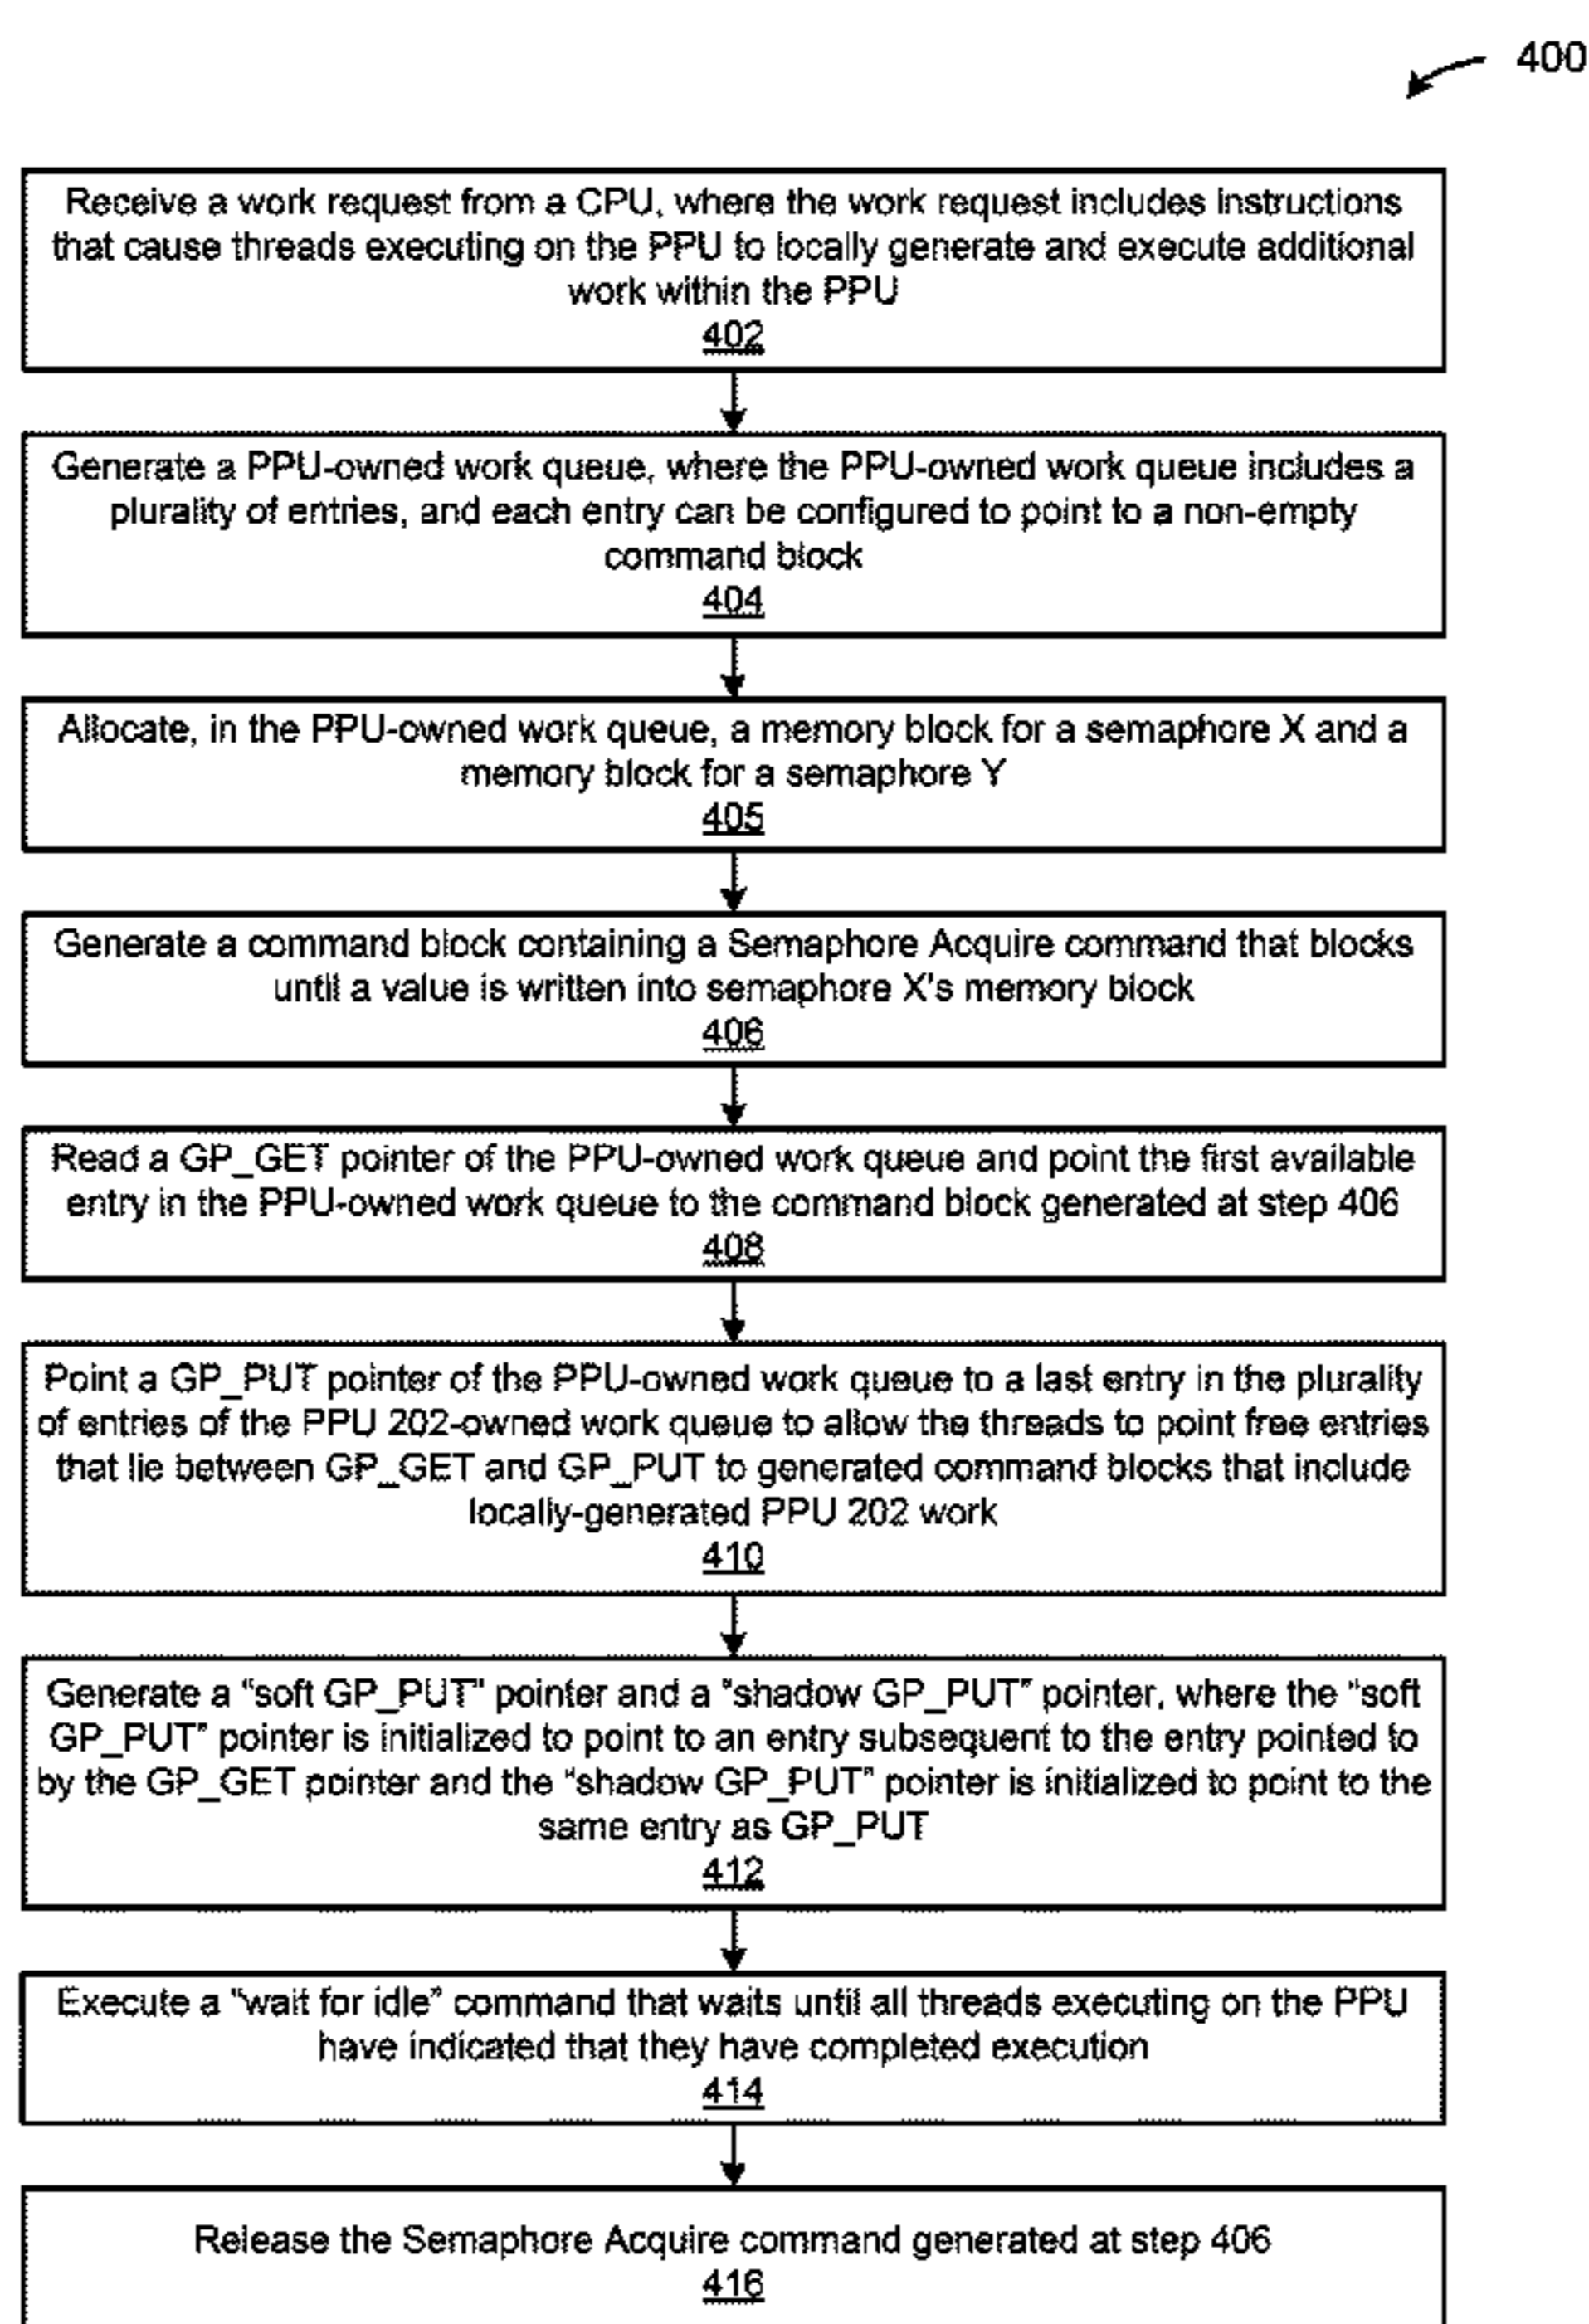 400
Receive a work request from a CPU, where the work request includes instructions
that cause threads executing on the PPU to locally generate and execute additional
work within the PPU
402
Generate a PPU-owned work queue, where the PPU-owned work queue includes a
plurality of entries, and each entry can be configured to point to a non-empty
command block
404
Allocate, in the PPU-owned work queue, a memory block for a semaphore X and a
memory block for a semaphore Y
405
Generate a command block containing a Semaphore Acquire command that blocks
until a value is written into semaphore X's memory block
406
Read a GP_GET pointer of the PPU-owned work queue and point the first available
entry in the PPU-owned work queue to the command block generated at step 406
408
Point a GP_PUT pointer of the PPU-owned work queue to a last entry in the plurality
of entries of the PPU 202-owned work queue to allow the threads to point free entries
that lie between GP_GET and GP_PUT to generated command blocks that include
locally-generated PPU 202 work
410
Generate a "soft GP_PUT" pointer and a "shadow GP_PUT" pointer, where the "soft
GP_PUT" pointer is initialized to point to an entry subsequent to the entry pointed to
by the GP_GET pointer and the "shadow GP_PUT" pointer is initialized to point to the
same entry as GP_PUT
412
Execute a "wait for idle" command that waits until all threads executing on the PPU
have indicated that they have completed execution
414
Release the Semaphore Acquire command generated at step 406
416